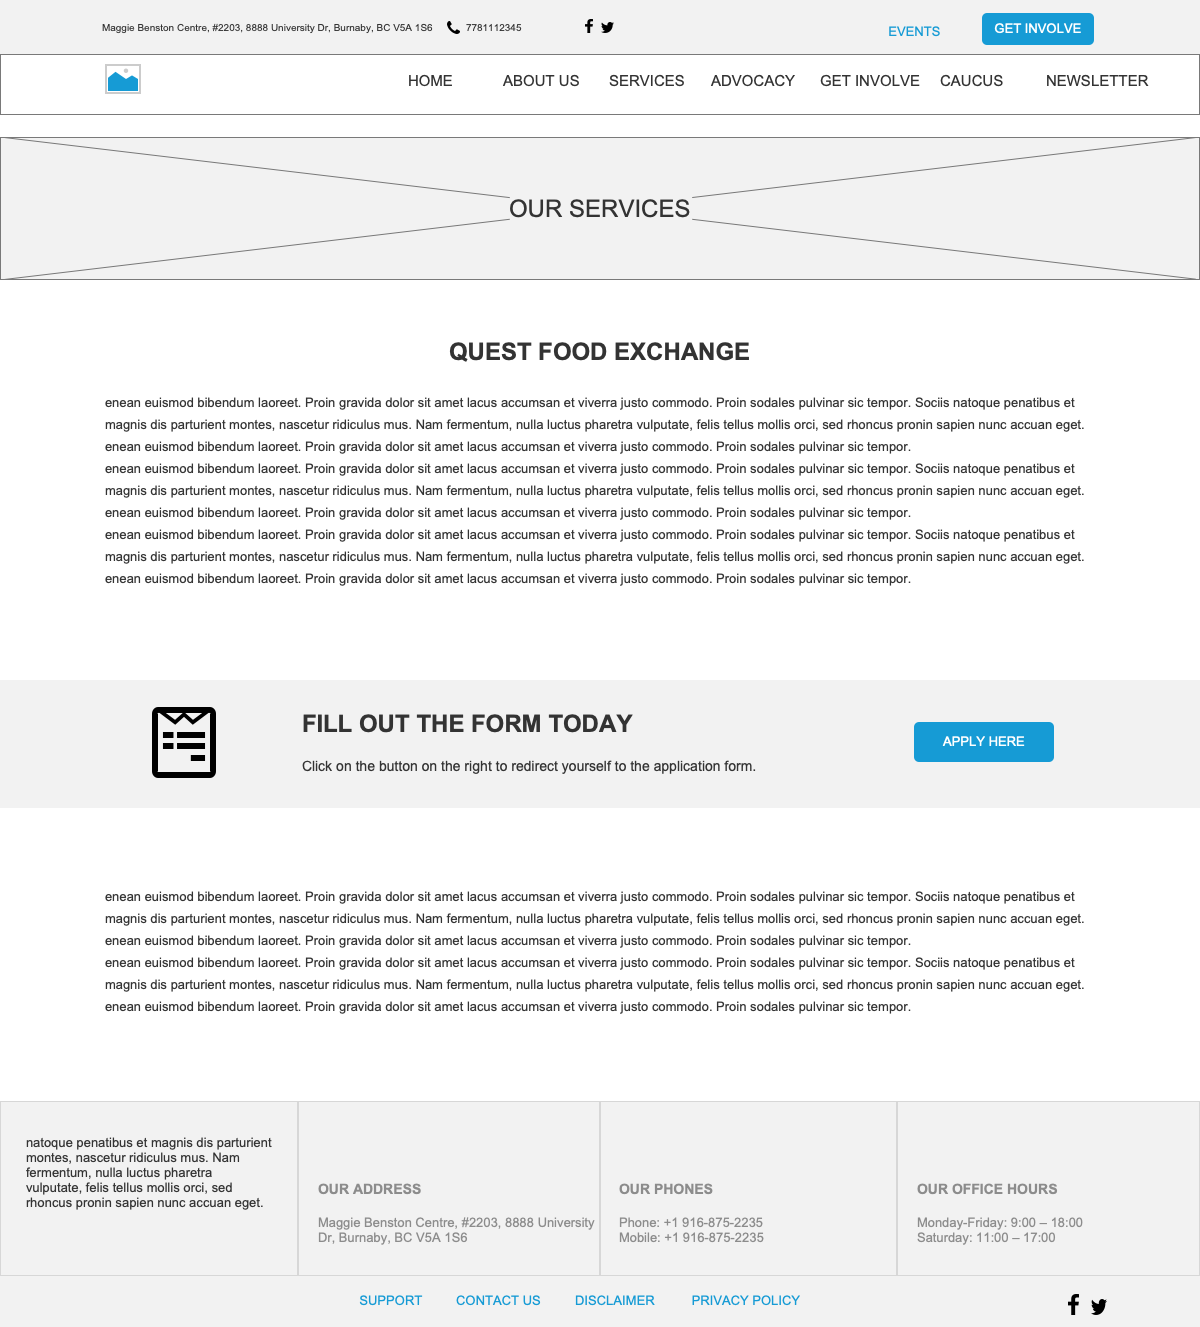 Maggie Benston Centre, #2203, 8888 University Dr, Burnaby, BC V5A 1S6 7781112345 EVENTS GET INVOLVE
HOME ABOUT US SERVICES ADVOCACY GET INVOLVE CAUCUS NEWSLETTER
OUR SERVICES
QUEST FOOD EXCHANGE
enean euismod bibendum laoreet. Proin gravida dolor sit amet lacus accumsan et viverra justo commodo. Proin sodales pulvinar sic tempor. Sociis natoque penatibus et
magnis dis parturient montes, nascetur ridiculus mus. Nam fermentum, nulla luctus pharetra vulputate, felis tellus mollis orci, sed rhoncus pronin sapien nunc accuan eget.
enean euismod bibendum laoreet. Proin gravida dolor sit amet lacus accumsan et viverra justo commodo. Proin sodales pulvinar sic tempor.
enean euismod bibendum laoreet. Proin gravida dolor sit amet lacus accumsan et viverra justo commodo. Proin sodales pulvinar sic tempor. Sociis natoque penatibus et
magnis dis parturient montes, nascetur ridiculus mus. Nam fermentum, nulla luctus pharetra vulputate, felis tellus mollis orci, sed rhoncus pronin sapien nunc accuan eget.
enean euismod bibendum laoreet. Proin gravida dolor sit amet lacus accumsan et viverra justo commodo. Proin sodales pulvinar sic tempor.
enean euismod bibendum laoreet. Proin gravida dolor sit amet lacus accumsan et viverra justo commodo. Proin sodales pulvinar sic tempor. Sociis natoque penatibus et
magnis dis parturient montes, nascetur ridiculus mus. Nam fermentum, nulla luctus pharetra vulputate, felis tellus mollis orci, sed rhoncus pronin sapien nunc accuan eget.
enean euismod bibendum laoreet. Proin gravida dolor sit amet lacus accumsan et viverra justo commodo. Proin sodales pulvinar sic tempor.
FILL OUT THE FORM TODAY
Click on the button on the right to redirect yourself to the application form.
APPLY HERE
enean euismod bibendum laoreet. Proin gravida dolor sit amet lacus accumsan et viverra justo commodo. Proin sodales pulvinar sic tempor. Sociis natoque penatibus et
magnis dis parturient montes, nascetur ridiculus mus. Nam fermentum, nulla luctus pharetra vulputate, felis tellus mollis orci, sed rhoncus pronin sapien nunc accuan eget.
enean euismod bibendum laoreet. Proin gravida dolor sit amet lacus accumsan et viverra justo commodo. Proin sodales pulvinar sic tempor.
enean euismod bibendum laoreet. Proin gravida dolor sit amet lacus accumsan et viverra justo commodo. Proin sodales pulvinar sic tempor. Sociis natoque penatibus et
magnis dis parturient montes, nascetur ridiculus mus. Nam fermentum, nulla luctus pharetra vulputate, felis tellus mollis orci, sed rhoncus pronin sapien nunc accuan eget.
enean euismod bibendum laoreet. Proin gravida dolor sit amet lacus accumsan et viverra justo commodo. Proin sodales pulvinar sic tempor.
natoque penatibus et magnis dis parturient
montes, nascetur ridiculus mus. Nam
fermentum, nulla luctus pharetra
vulputate, felis tellus mollis orci, sed
rhoncus pronin sapien nunc accuan eget.
OUR ADDRESS
Maggie Benston Centre, #2203, 8888 University
Dr, Burnaby, BC V5A 1S6
OUR PHONES
Phone: +1 916-875-2235
Mobile: +1 916-875-2235
OUR OFFICE HOURS
Monday-Friday: 9:00 – 18:00
Saturday: 11:00 – 17:00
SUPPORT CONTACT US DISCLAIMER PRIVACY POLICY